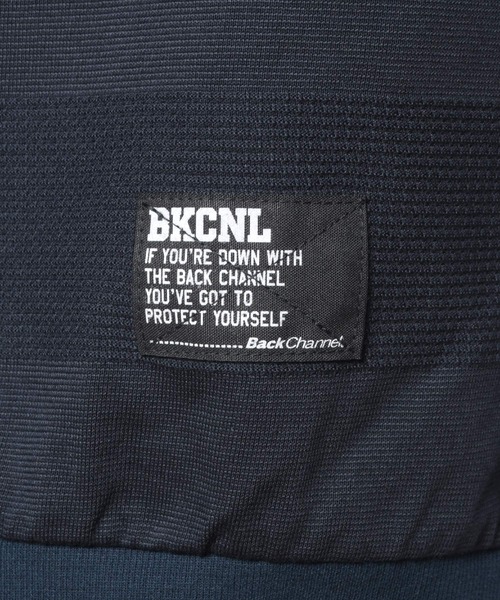 BKCNL
IF YOU'RE DOWN WITH
THE BACK CHANNEL
YOU'VE GOT TO
PROTECT YOURSELF
BackChannel.